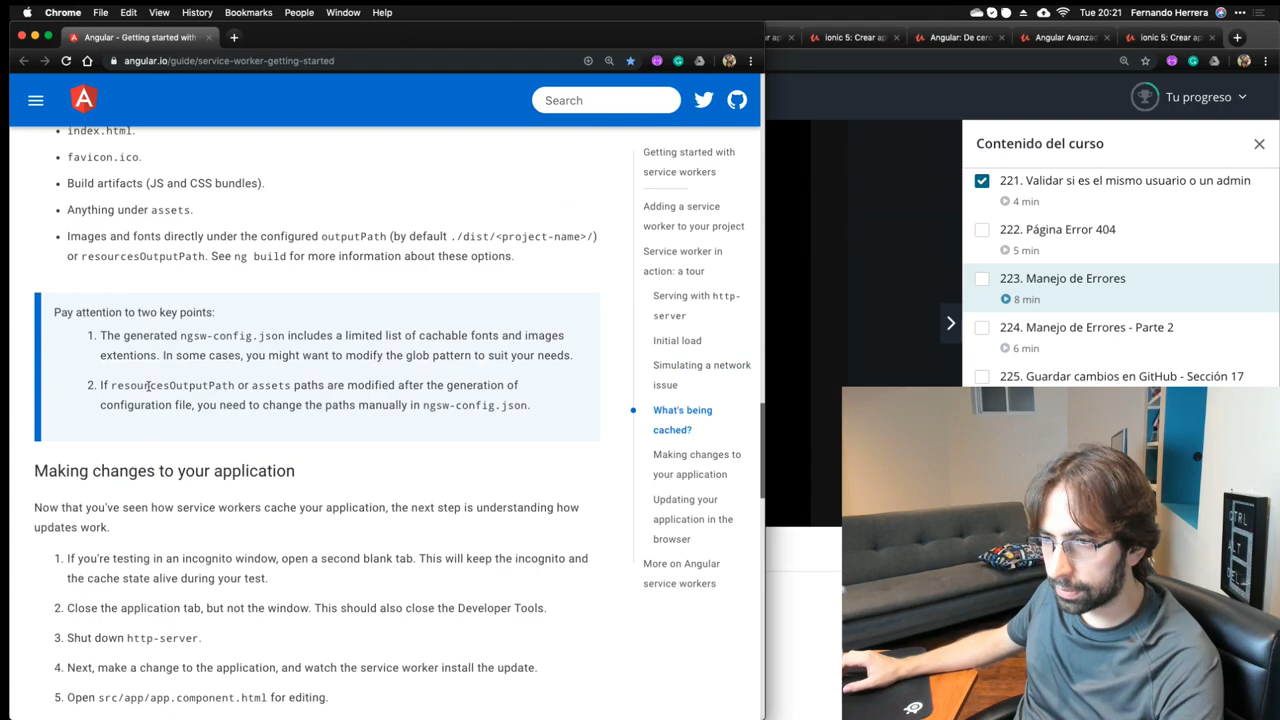 Chrome File Edit View History Bookmarks People Window Help Tue 20:21 Fernando Herrera
Angular - Getting started with
ionic 5: Crear ap
Angular: De cero
Angular Avanzad
ionic 5: Crear ap
angular.io/guide/service-worker-getting-started
Search
Tu progreso
index.html.
favicon.ico.
Build artifacts (JS and CSS bundles).
Anything under assets.
Images and fonts directly under the configured outputPath (by default ./dist/<project-name>/)
or resourcesOutputPath. See ng build for more information about these options.
Pay attention to two key points:
1. The generated ngsw-config.json includes a limited list of cachable fonts and images
extentions. In some cases, you might want to modify the glob pattern to suit your needs.
2. If resourcesOutputPath or assets paths are modified after the generation of
configuration file, you need to change the paths manually in ngsw-config.json.
Making changes to your application
Now that you've seen how service workers cache your application, the next step is understanding how
updates work.
1. If you're testing in an incognito window, open a second blank tab. This will keep the incognito and
the cache state alive during your test.
2. Close the application tab, but not the window. This should also close the Developer Tools.
3. Shut down http-server.
4. Next, make a change to the application, and watch the service worker install the update.
5. Open src/app/app.component.html for editing.
Getting started with
service workers
Adding a service
worker to your project
Service worker in
action: a tour
Serving with http-
server
Initial load
Simulating a network
issue
What's being
cached?
Making changes to
your application
Updating your
application in the
browser
More on Angular
service workers
Contenido del curso
221. Validar si es el mismo usuario o un admin
4 min
222. Página Error 404
5 min
223. Manejo de Errores
8 min
224. Manejo de Errores - Parte 2
6 min
225. Guardar cambios en GitHub - Sección 17
CTRL
ALT
DE